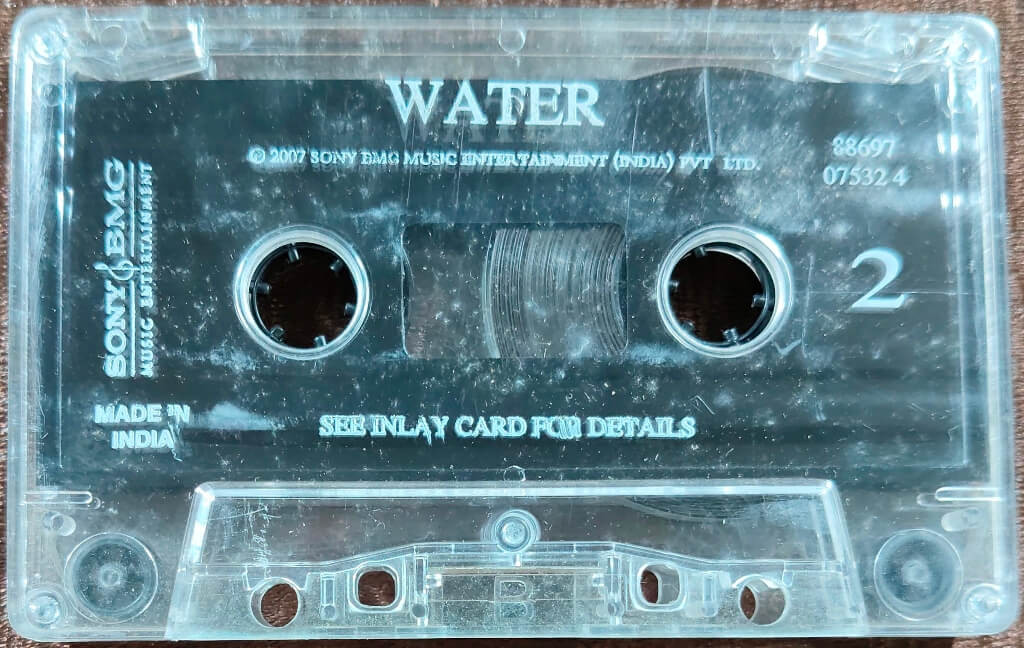 WATER
℗ 2007 SONY BMG MUSIC ENTERTAINMENT (INDIA) PVT LTD.
88697
07532 4
SONY BMG
MUSIC ENTERTAINMENT
2
MADE IN
INDIA
SEE INLAY CARD FOR DETAILS
B